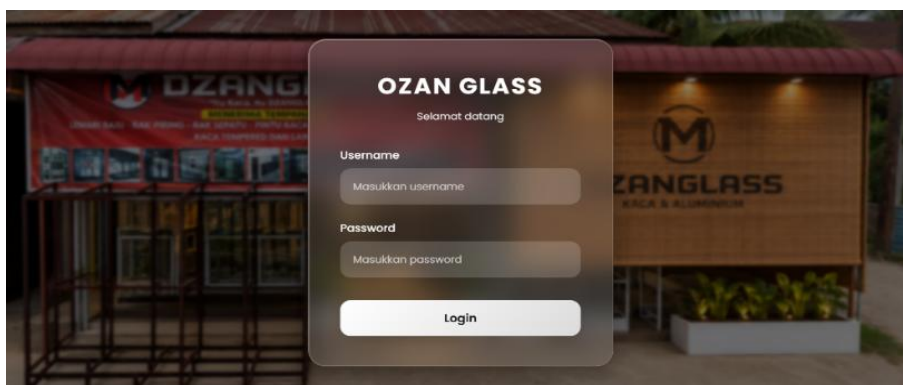 OZAN GLASS
Selamat datang
Username
Masukkan username
Password
Masukkan password
Login
DZANGL
M
ZANGLASS
KACA & ALUMINIUM